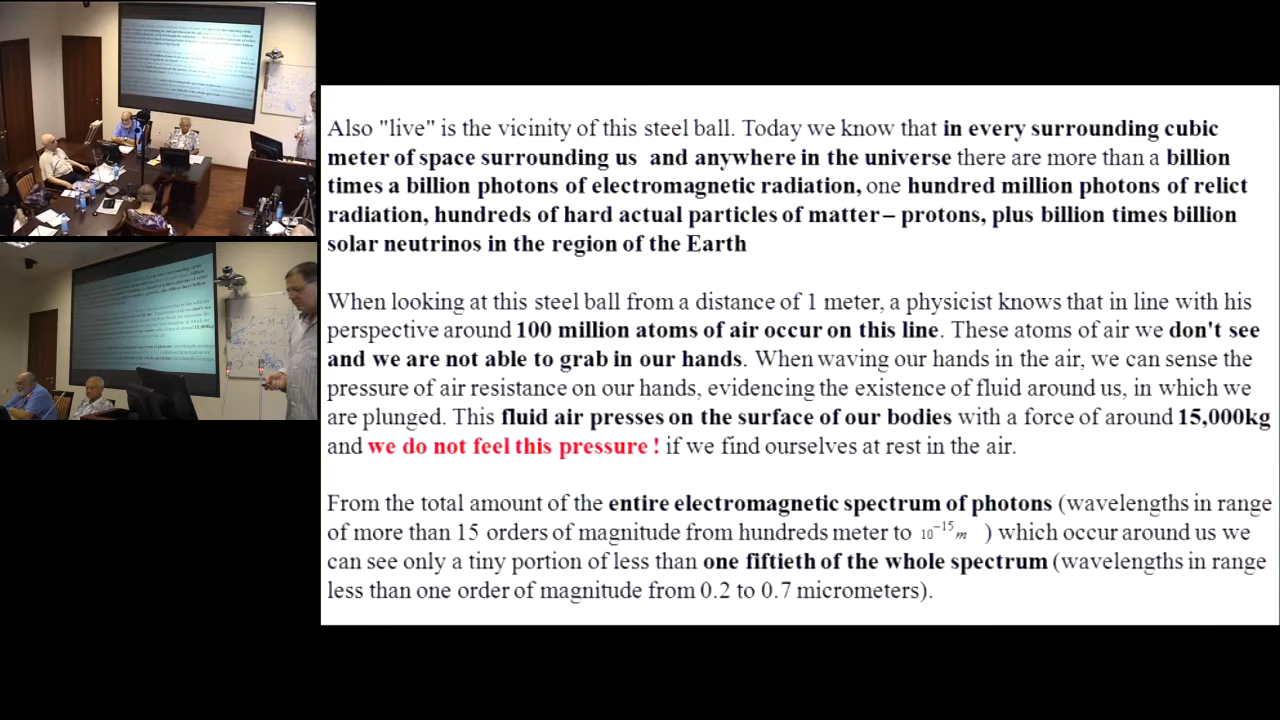 Also "live" is the vicinity of this steel ball. Today we know that in every surrounding cubic
meter of space surrounding us and anywhere in the universe there are more than a billion
times a billion photons of electromagnetic radiation, one hundred million photons of relict
radiation, hundreds of hard actual particles of matter – protons, plus billion times billion
solar neutrinos in the region of the Earth
When looking at this steel ball from a distance of 1 meter, a physicist knows that in line with his
perspective around 100 million atoms of air occur on this line. These atoms of air we don't see
and we are not able to grab in our hands. When waving our hands in the air, we can sense the
pressure of air resistance on our hands, evidencing the existence of fluid around us, in which we
are plunged. This fluid air presses on the surface of our bodies with a force of around 15,000kg
and we do not feel this pressure ! if we find ourselves at rest in the air.
From the total amount of the entire electromagnetic spectrum of photons (wavelengths in range
of more than 15 orders of magnitude from hundreds meter to 10⁻¹⁵ m ) which occur around us we
can see only a tiny portion of less than one fiftieth of the whole spectrum (wavelengths in range
less than one order of magnitude from 0.2 to 0.7 micrometers).